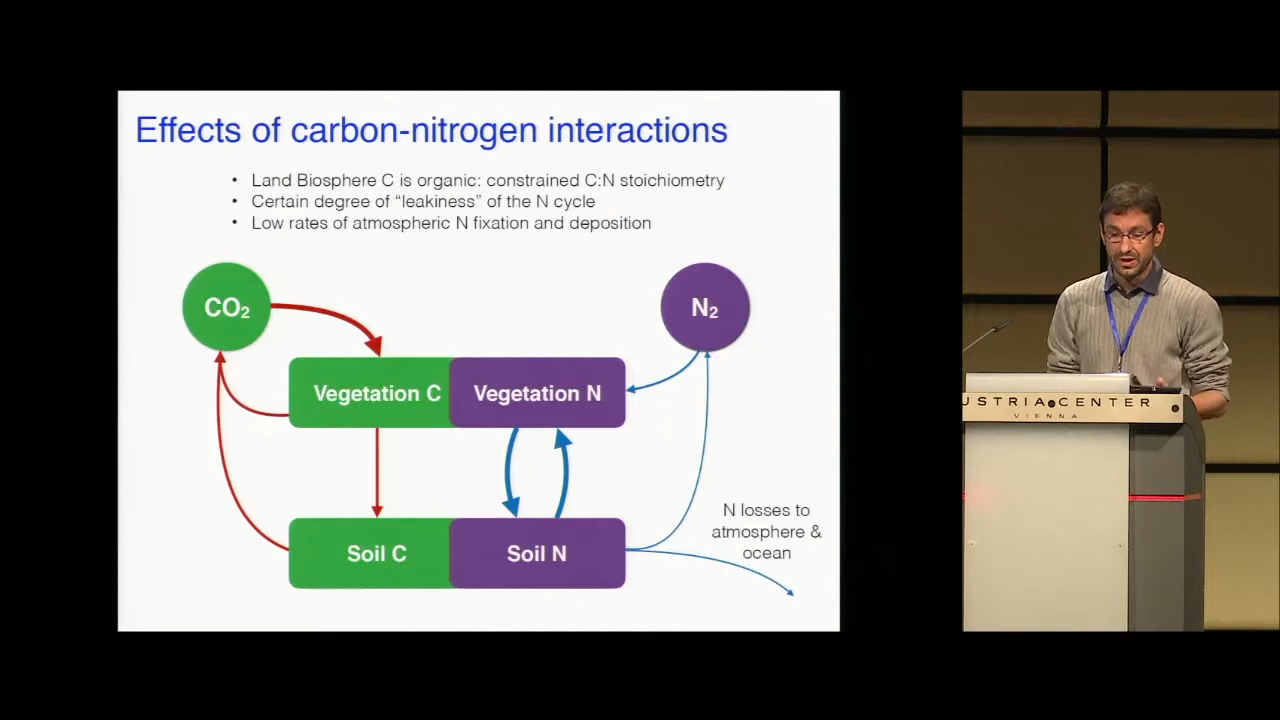 Effects of carbon-nitrogen interactions
• Land Biosphere C is organic: constrained C:N stoichiometry
• Certain degree of “leakiness” of the N cycle
• Low rates of atmospheric N fixation and deposition
CO₂
N₂
Vegetation C
Vegetation N
Soil C
Soil N
N losses to
atmosphere &
ocean
USTRIA CENTER
VIENNA